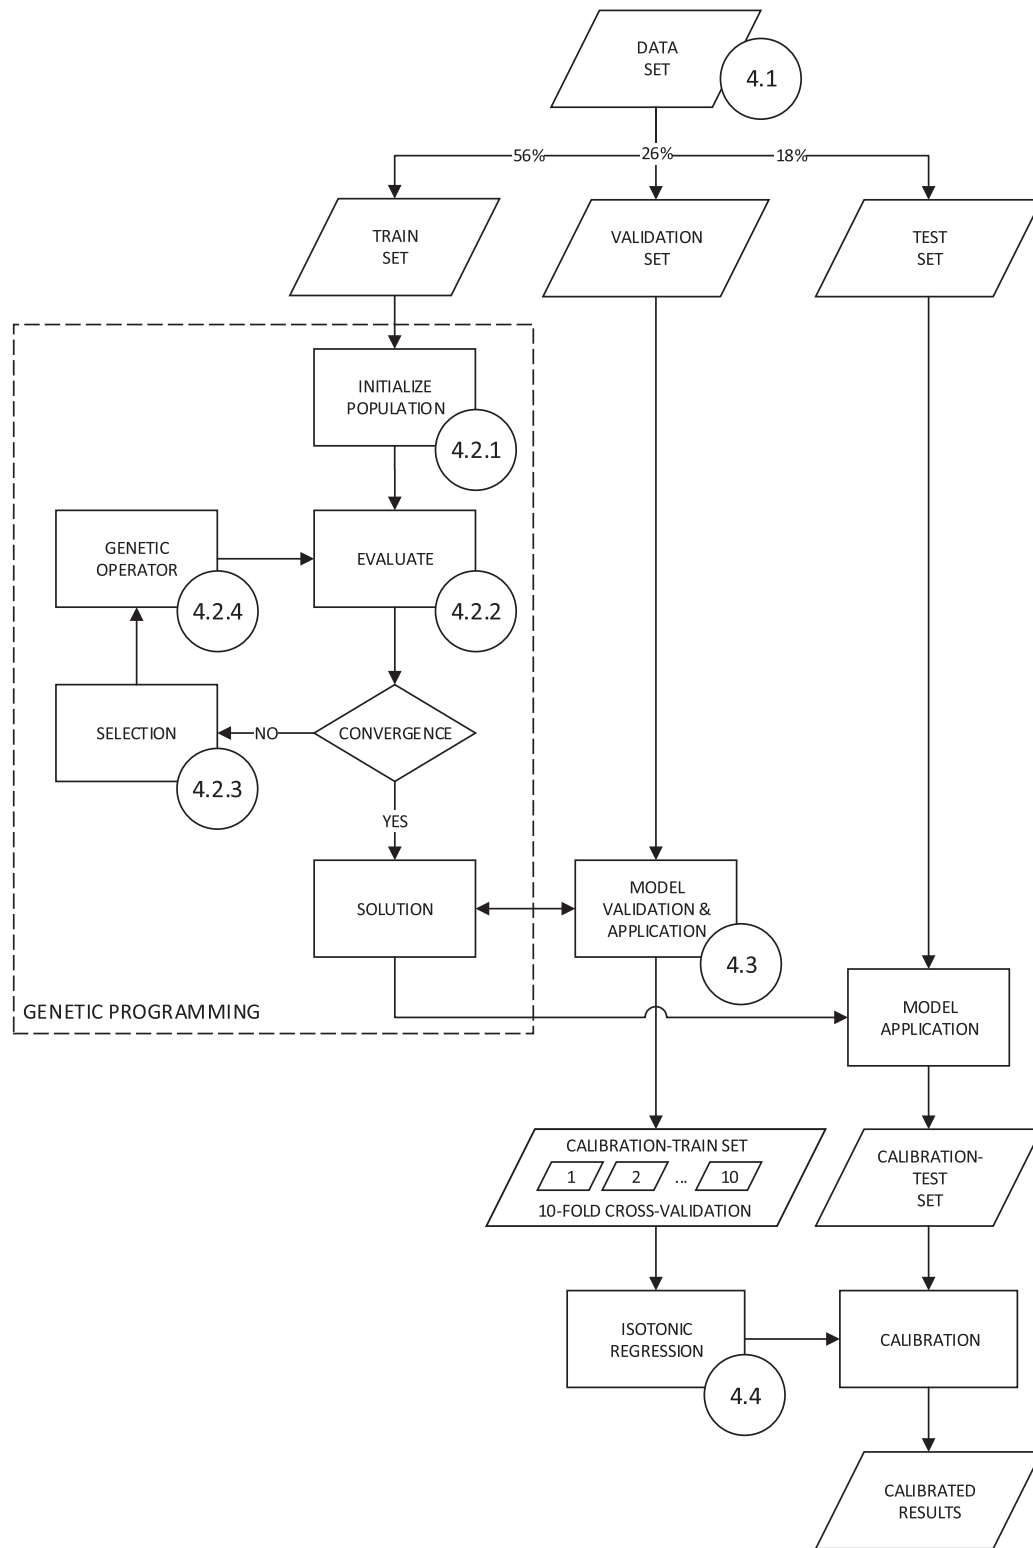 DATA
SET
4.1
56%
26%
18%
TRAIN
SET
VALIDATION
SET
TEST
SET
INITIALIZE
POPULATION
4.2.1
GENETIC
OPERATOR
4.2.4
EVALUATE
4.2.2
SELECTION
4.2.3
NO
CONVERGENCE
YES
SOLUTION
MODEL
VALIDATION &
APPLICATION
4.3
GENETIC PROGRAMMING
MODEL
APPLICATION
CALIBRATION-TRAIN SET
1 2 ... 10
10-FOLD CROSS-VALIDATION
CALIBRATION-
TEST
SET
ISOTONIC
REGRESSION
4.4
CALIBRATION
CALIBRATED
RESULTS